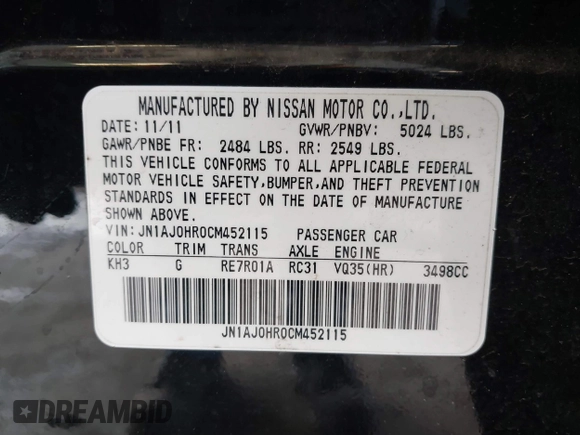 MANUFACTURED BY NISSAN MOTOR CO.,LTD.
DATE: 11/11 GVWR/PNBV: 5024 LBS.
GAWR/PNBE FR: 2484 LBS. RR: 2549 LBS.
THIS VEHICLE CONFORMS TO ALL APPLICABLE FEDERAL
MOTOR VEHICLE SAFETY,BUMPER,AND THEFT PREVENTION
STANDARDS IN EFFECT ON THE DATE OF MANUFACTURE
SHOWN ABOVE.
VIN: JN1AJ0HR0CM452115 PASSENGER CAR
COLOR TRIM TRANS AXLE ENGINE
KH3 G RE7R01A RC31 VQ35(HR) 3498CC
JN1AJ0HR0CM452115
DREAMBID